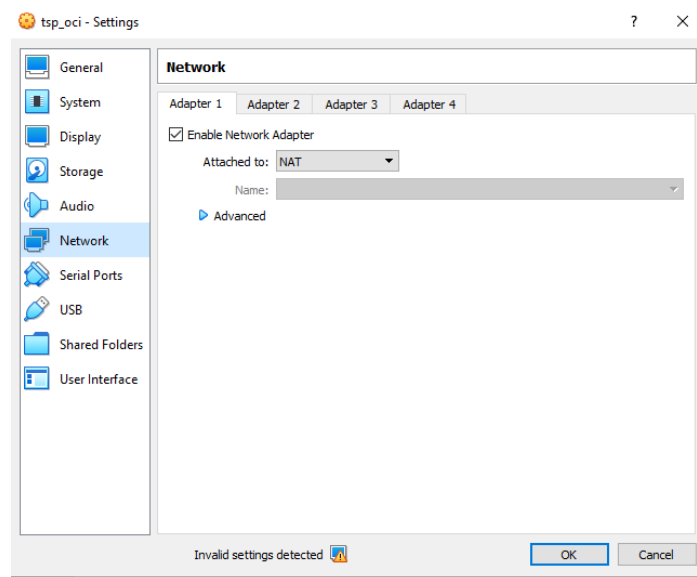 tsp_oci - Settings
?
General
System
Display
Storage
Audio
Network
Serial Ports
USB
Shared Folders
User Interface
Network
Adapter 1 Adapter 2 Adapter 3 Adapter 4
Enable Network Adapter
Attached to: NAT
Name:
Advanced
Invalid settings detected
OK Cancel